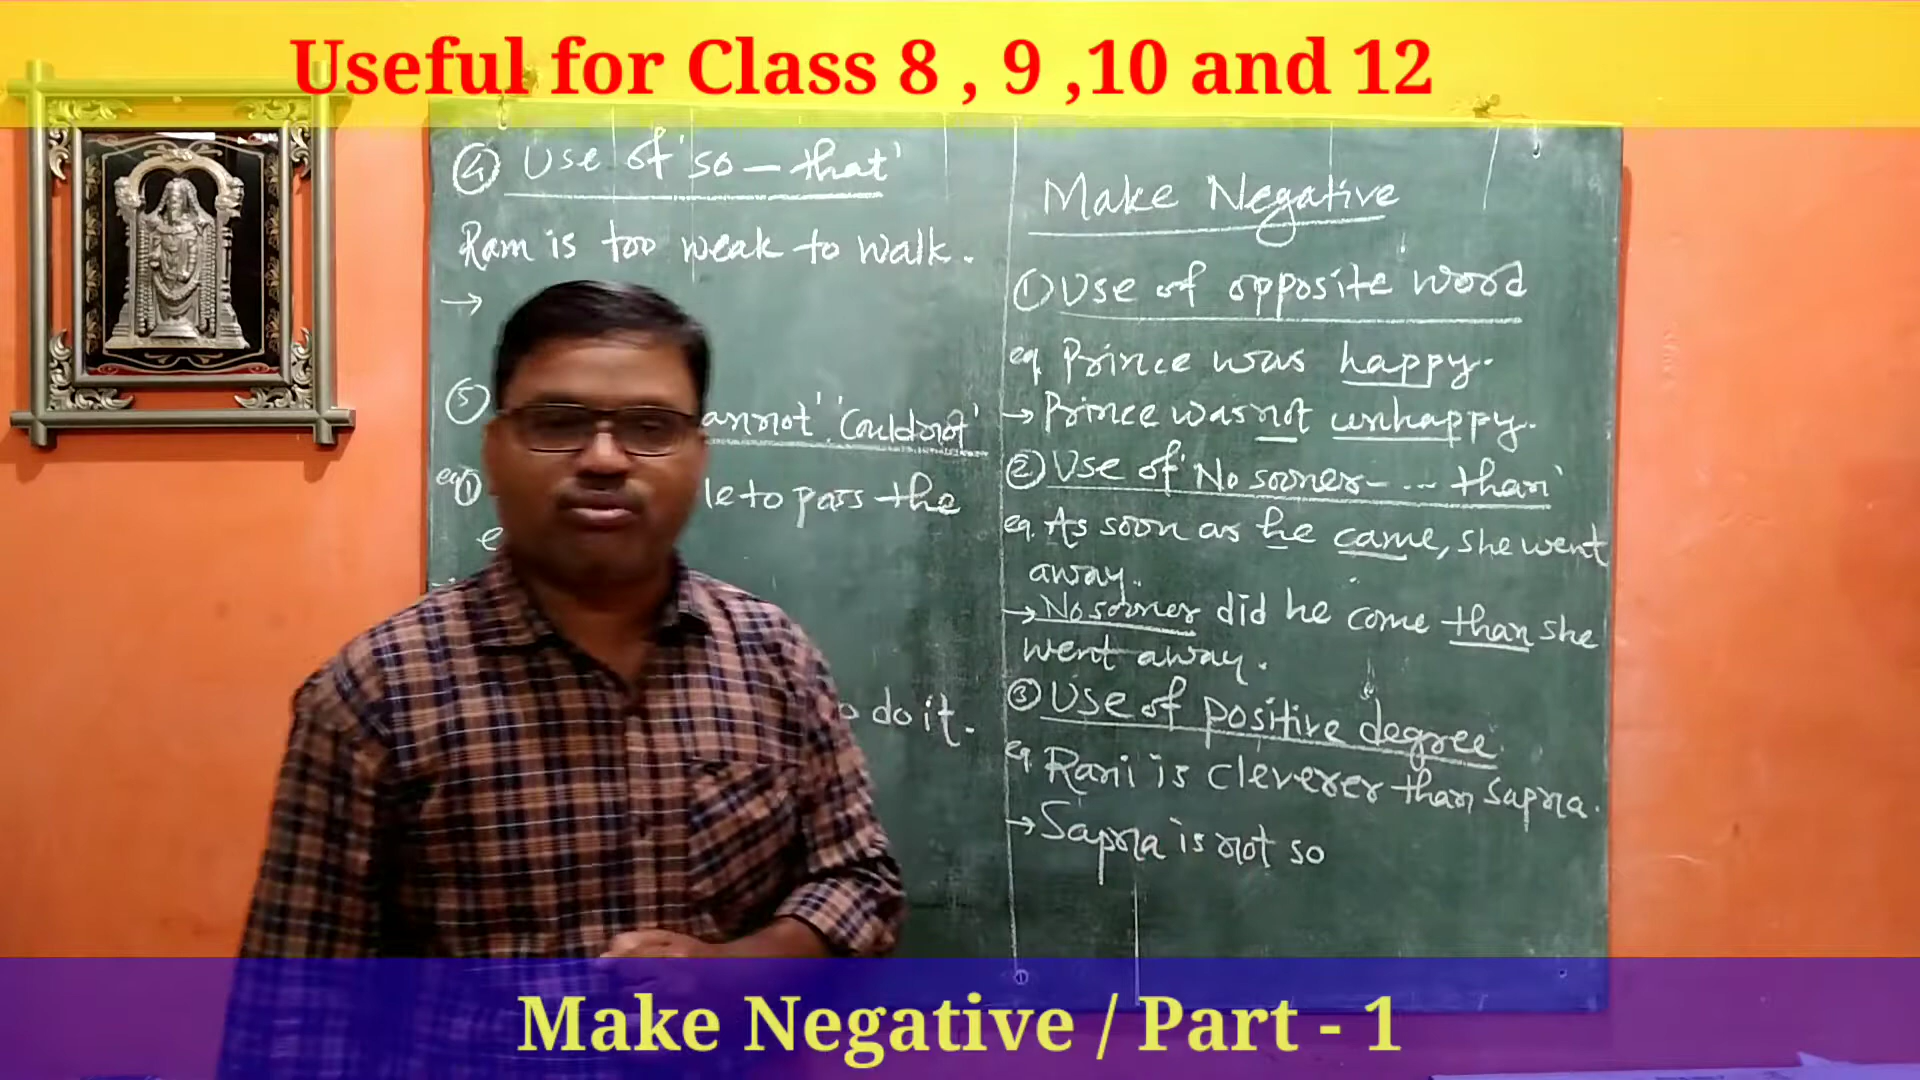 Useful for Class 8 , 9 ,10 and 12
④ Use of 'so — that'
Ram is too weak to walk.
→
⑤ annot' 'Couldnot'
eg ① le to pass the
e
o do it.
Make Negative
① Use of opposite word
eg Prince was happy.
→ Prince was not unhappy.
② Use of 'No sooner - ... than'
eg. As soon as he came, she went
away.
→ No sooner did he come than she
went away.
③ Use of positive degree
eg Rani is cleverer than Sapna.
→ Sapna is not so
Make Negative / Part - 1